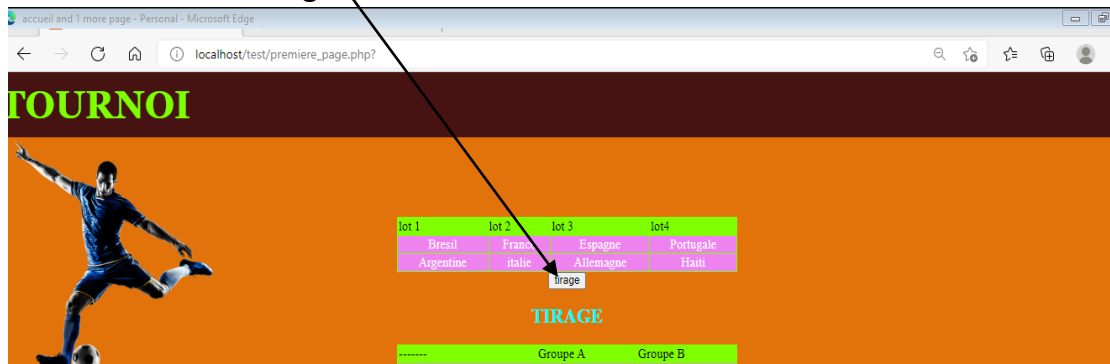 accueil and 1 more page - Personal - Microsoft Edge
localhost/test/premiere_page.php?
TOURNOI
lot 1 lot 2 lot 3 lot4
Bresil France Espagne Portugale
Argentine italie Allemagne Haiti
tirage
TIRAGE
------- Groupe A Groupe B